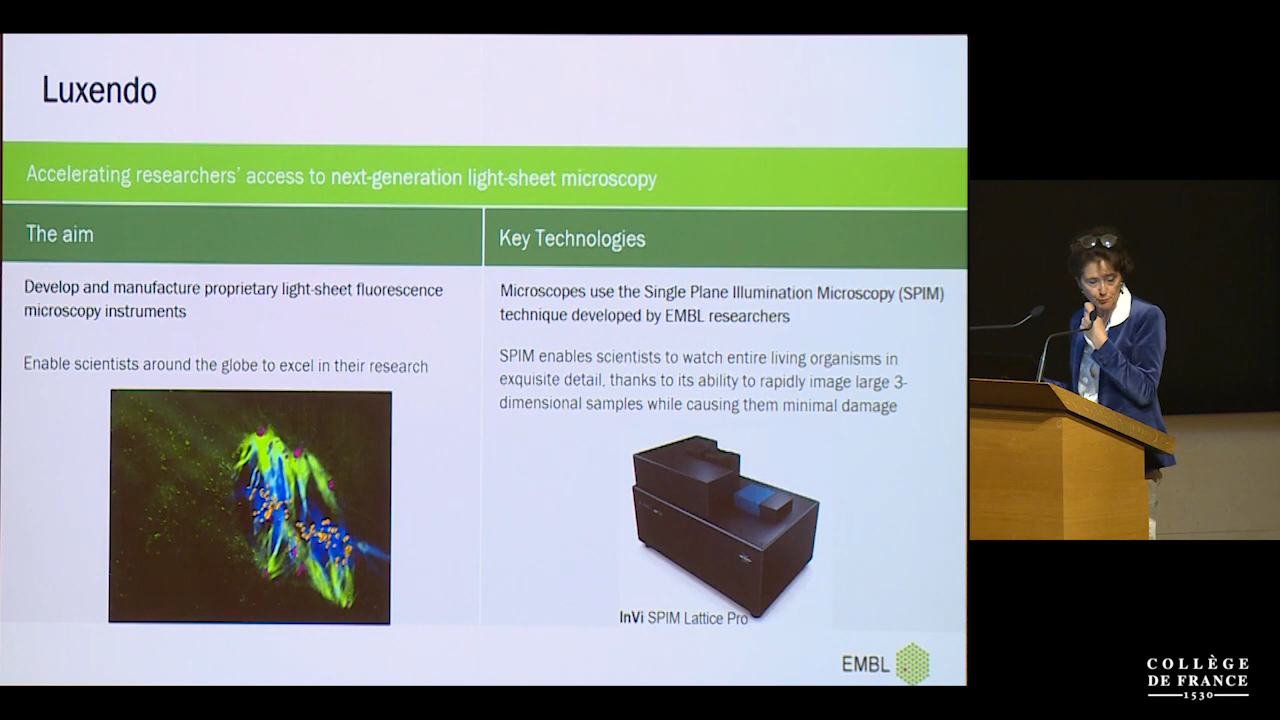 Luxendo
Accelerating researchers' access to next-generation light-sheet microscopy
The aim
Develop and manufacture proprietary light-sheet fluorescence
microscopy instruments
Enable scientists around the globe to excel in their research
Key Technologies
Microscopes use the Single Plane Illumination Microscopy (SPIM)
technique developed by EMBL researchers
SPIM enables scientists to watch entire living organisms in
exquisite detail, thanks to its ability to rapidly image large 3-
dimensional samples while causing them minimal damage
InVi SPIM Lattice Pro
EMBL
COLLÈGE
DE FRANCE
1530